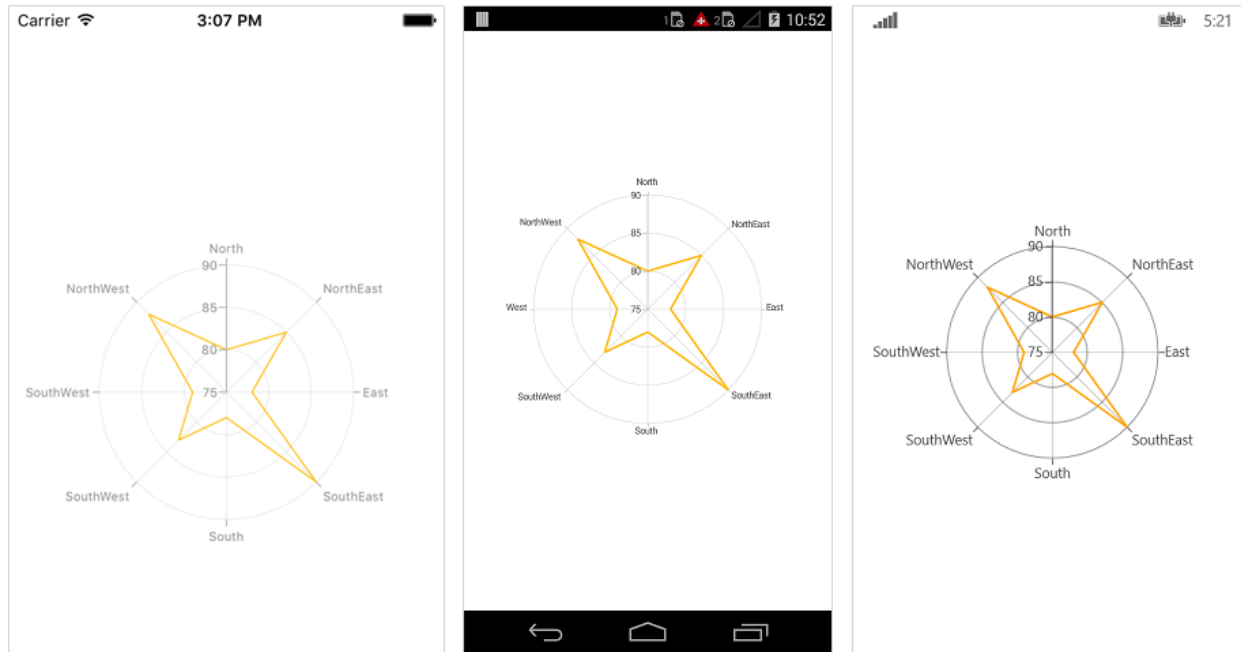 Carrier 3:07 PM
North
90
NorthWest NorthEast
85
80
SouthWest 75 East
SouthWest SouthEast
South
1 2 10:52
North
90
NorthWest NorthEast
85
80
West 75 East
SouthWest SouthEast
South
5:21
North
90
NorthWest NorthEast
85
80
SouthWest 75 East
SouthWest SouthEast
South